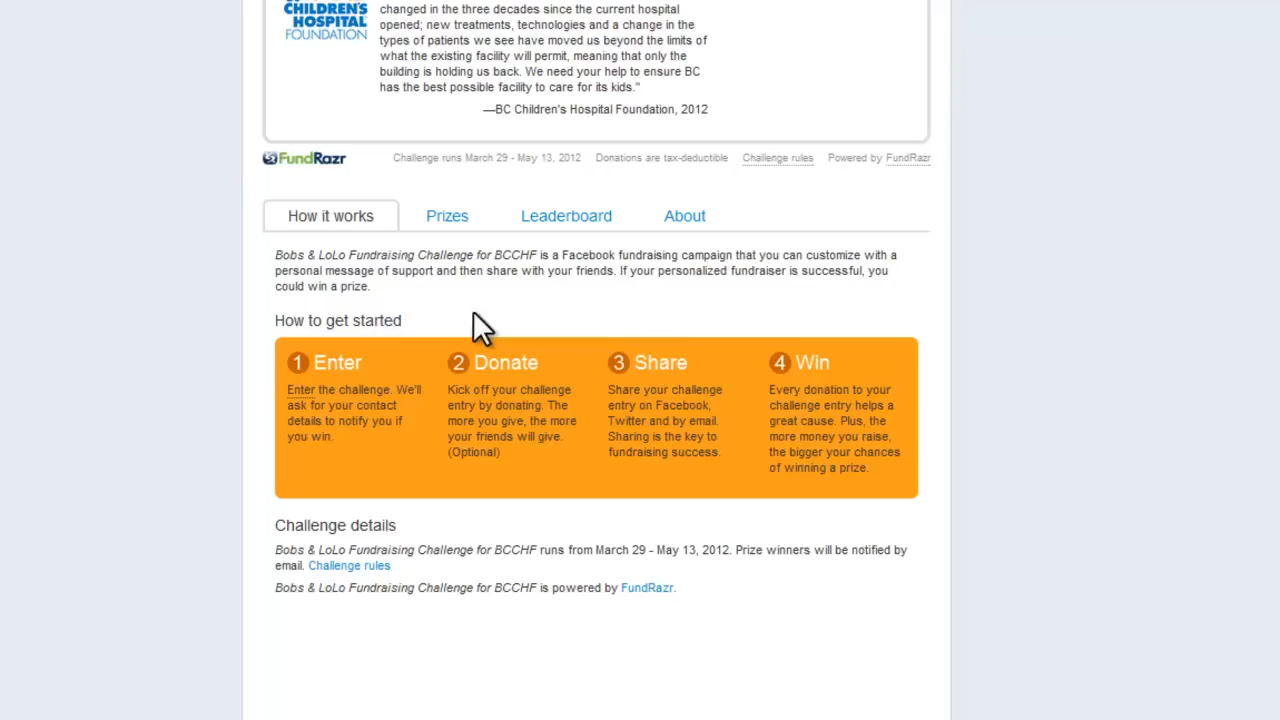 CHILDREN'S
HOSPITAL
FOUNDATION
changed in the three decades since the current hospital
opened; new treatments, technologies and a change in the
types of patients we see have moved us beyond the limits of
what the existing facility will permit, meaning that only the
building is holding us back. We need your help to ensure BC
has the best possible facility to care for its kids."
—BC Children's Hospital Foundation, 2012
FundRazr Challenge runs March 29 - May 13, 2012 Donations are tax-deductible Challenge rules Powered by FundRazr
How it works Prizes Leaderboard About
Bobs & LoLo Fundraising Challenge for BCCHF is a Facebook fundraising campaign that you can customize with a
personal message of support and then share with your friends. If your personalized fundraiser is successful, you
could win a prize.
How to get started
1 Enter
Enter the challenge. We'll
ask for your contact
details to notify you if
you win.
2 Donate
Kick off your challenge
entry by donating. The
more you give, the more
your friends will give.
(Optional)
3 Share
Share your challenge
entry on Facebook,
Twitter and by email.
Sharing is the key to
fundraising success.
4 Win
Every donation to your
challenge entry helps a
great cause. Plus, the
more money you raise,
the bigger your chances
of winning a prize.
Challenge details
Bobs & LoLo Fundraising Challenge for BCCHF runs from March 29 - May 13, 2012. Prize winners will be notified by
email. Challenge rules
Bobs & LoLo Fundraising Challenge for BCCHF is powered by FundRazr.